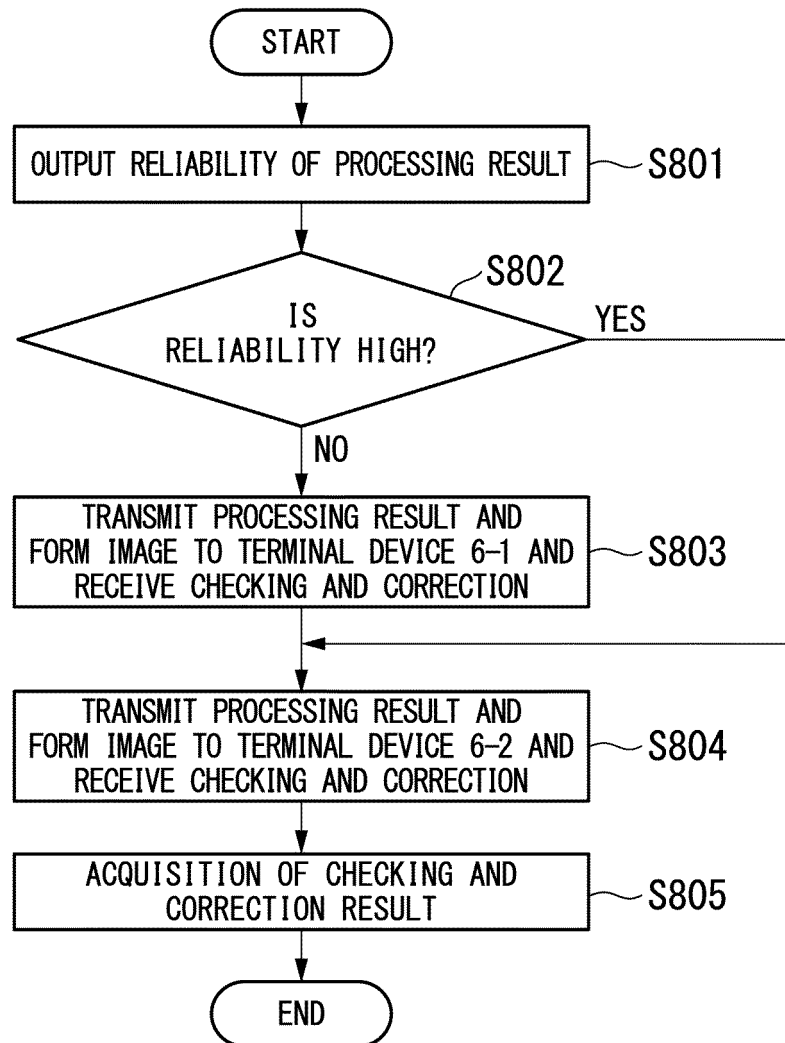 START
OUTPUT RELIABILITY OF PROCESSING RESULT
S801
S802
IS
RELIABILITY HIGH?
YES
NO
TRANSMIT PROCESSING RESULT AND
FORM IMAGE TO TERMINAL DEVICE 6-1 AND
RECEIVE CHECKING AND CORRECTION
S803
TRANSMIT PROCESSING RESULT AND
FORM IMAGE TO TERMINAL DEVICE 6-2 AND
RECEIVE CHECKING AND CORRECTION
S804
ACQUISITION OF CHECKING AND
CORRECTION RESULT
S805
END